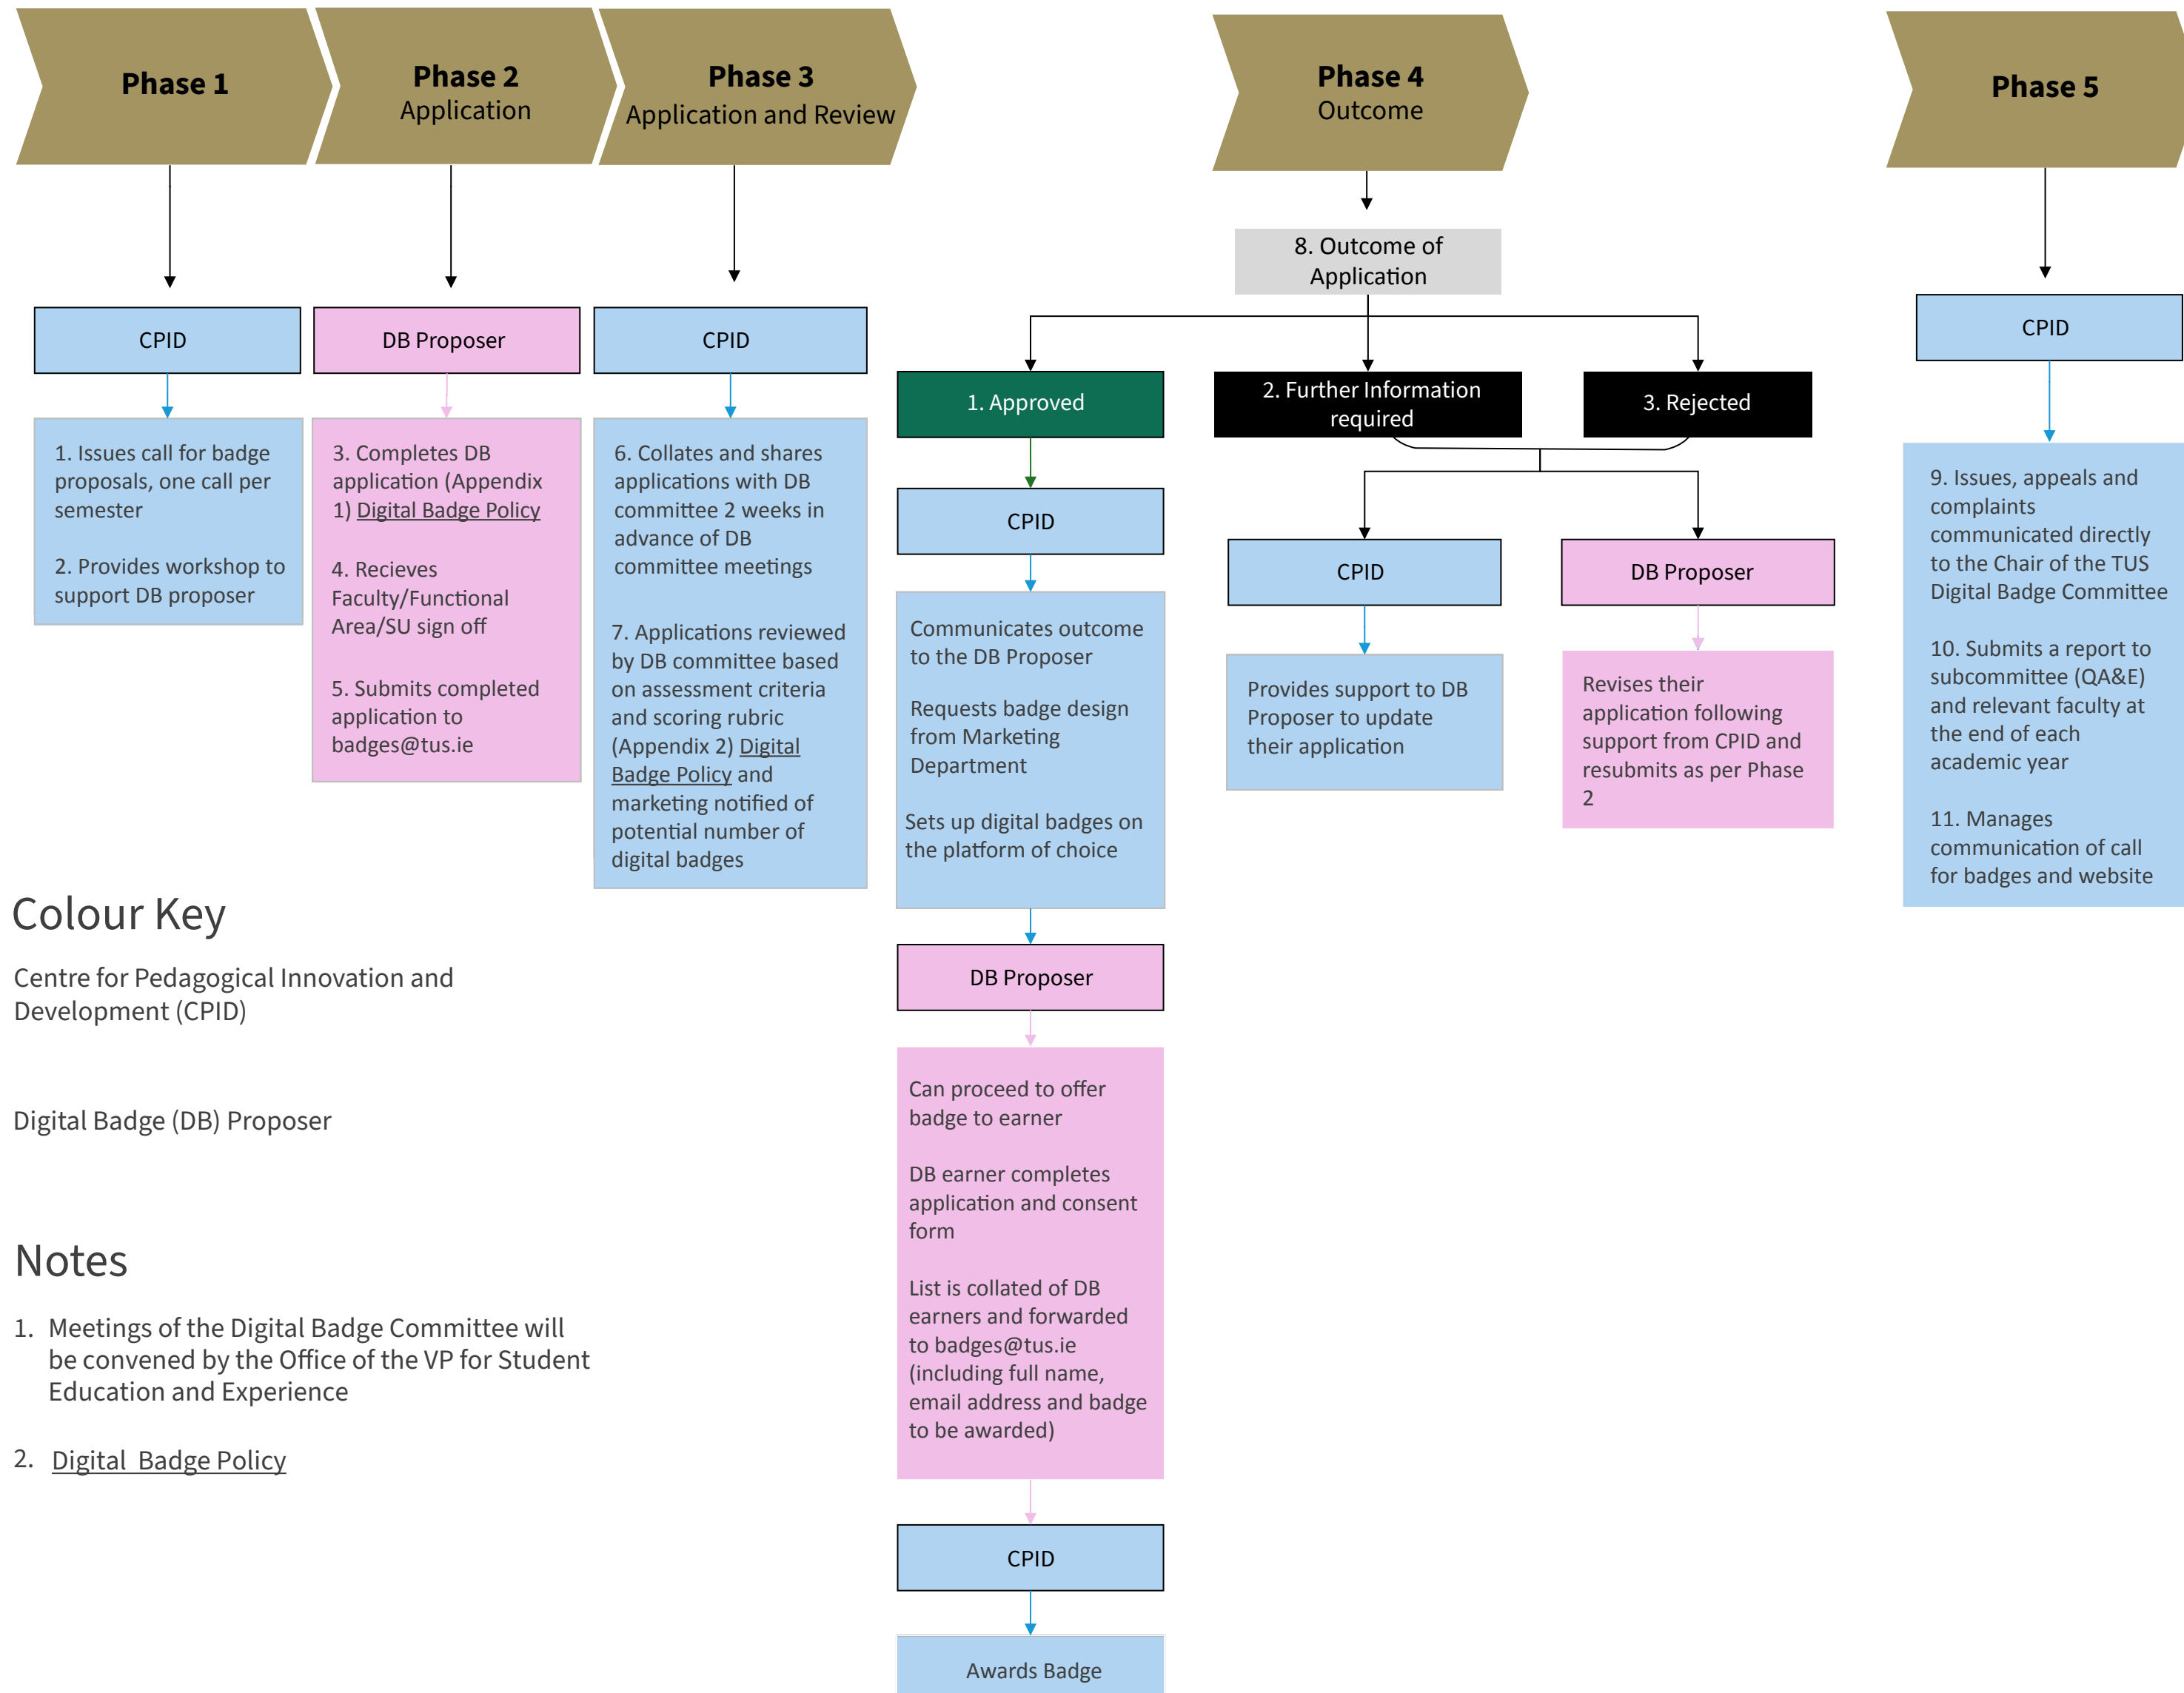 Phase 1
Phase 2
Application
Phase 3
Application and Review
Phase 4
Outcome
Phase 5
CPID
1. Issues call for badge
proposals, one call per
semester
2. Provides workshop to
support DB proposer
DB Proposer
3. Completes DB
application (Appendix
1) Digital Badge Policy
4. Recieves
Faculty/Functional
Area/SU sign off
5. Submits completed
application to
badges@tus.ie
CPID
6. Collates and shares
applications with DB
committee 2 weeks in
advance of DB
committee meetings
7. Applications reviewed
by DB committee based
on assessment criteria
and scoring rubric
(Appendix 2) Digital
Badge Policy and
marketing notified of
potential number of
digital badges
8. Outcome of
Application
1. Approved
CPID
Communicates outcome
to the DB Proposer
Requests badge design
from Marketing
Department
Sets up digital badges on
the platform of choice
DB Proposer
Can proceed to offer
badge to earner
DB earner completes
application and consent
form
List is collated of DB
earners and forwarded
to badges@tus.ie
(including full name,
email address and badge
to be awarded)
CPID
Awards Badge
2. Further Information
required
3. Rejected
CPID
Provides support to DB
Proposer to update
their application
DB Proposer
Revises their
application following
support from CPID and
resubmits as per Phase
2
CPID
9. Issues, appeals and
complaints
communicated directly
to the Chair of the TUS
Digital Badge Committee
10. Submits a report to
subcommittee (QA&E)
and relevant faculty at
the end of each
academic year
11. Manages
communication of call
for badges and website
Colour Key
Centre for Pedagogical Innovation and
Development (CPID)
Digital Badge (DB) Proposer
Notes
1. Meetings of the Digital Badge Committee will
be convened by the Office of the VP for Student
Education and Experience
2. Digital Badge Policy